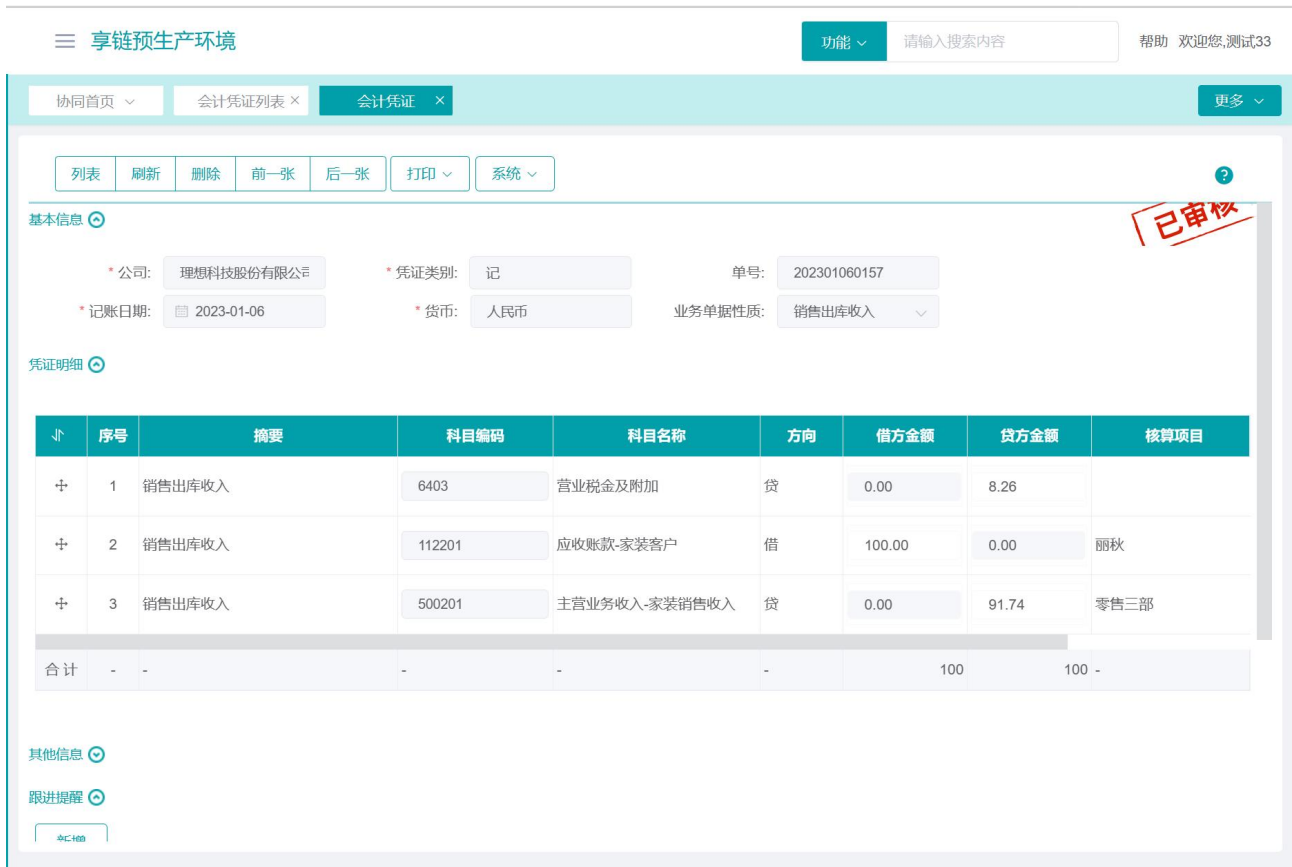 享链预生产环境 功能 请输入搜索内容 帮助 欢迎您,测试33
协同首页 会计凭证列表 × 会计凭证 × 更多
列表 刷新 删除 前一张 后一张 打印 系统 ?
基本信息
已审核
* 公司: 理想科技股份有限公司 * 凭证类别: 记 单号: 202301060157
* 记账日期: 2023-01-06 * 货币: 人民币 业务单据性质: 销售出库收入
凭证明细
序号 摘要 科目编码 科目名称 方向 借方金额 贷方金额 核算项目
1 销售出库收入 6403 营业税金及附加 贷 0.00 8.26
2 销售出库收入 112201 应收账款-家装客户 借 100.00 0.00 丽秋
3 销售出库收入 500201 主营业务收入-家装销售收入 贷 0.00 91.74 零售三部
合计 - - - - - 100 100 -
其他信息
跟进提醒
新增